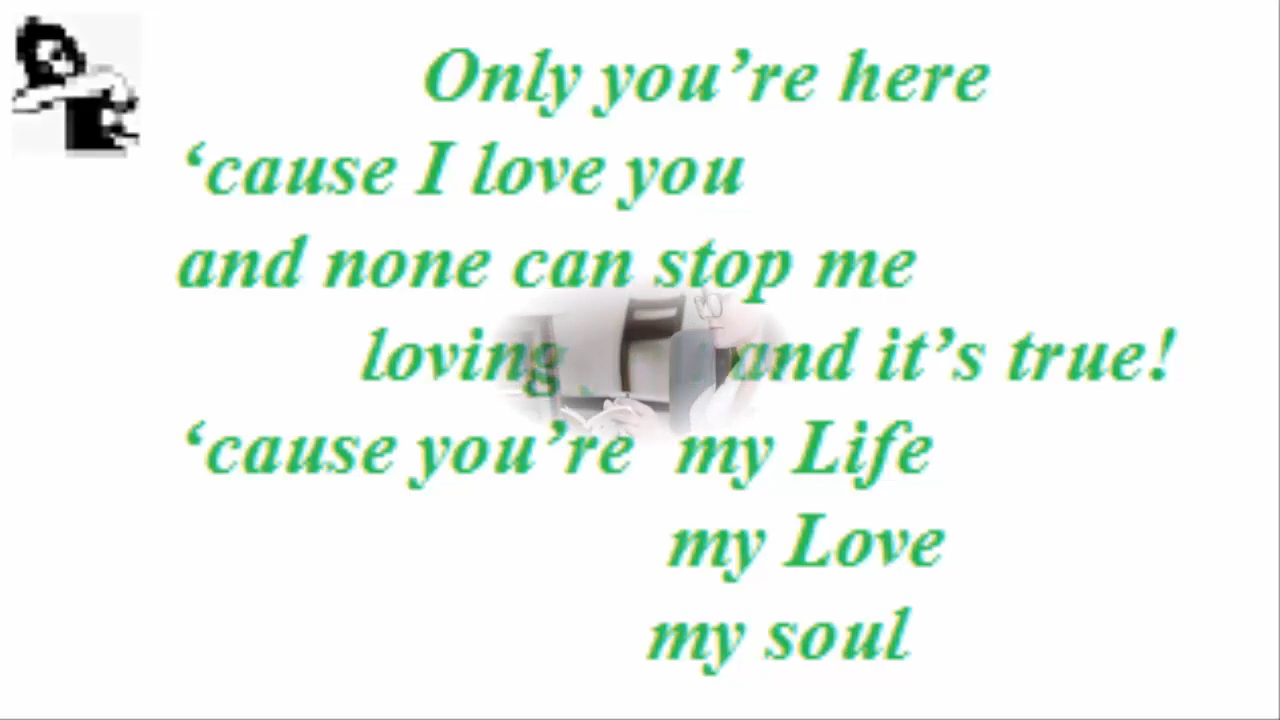 Only you’re here
‘cause I love you
and none can stop me
loving and it’s true!
‘cause you’re my Life
my Love
my soul